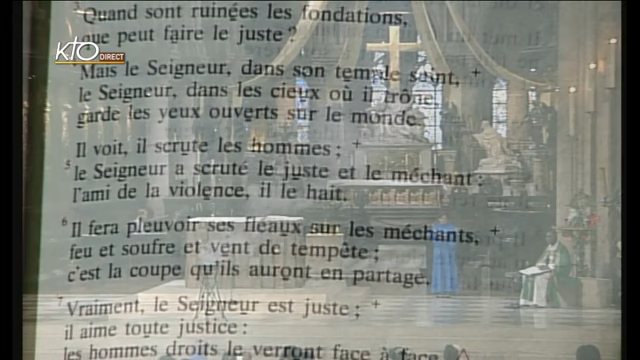 KTO
DIRECT
3
Quand sont ruinées les fondations,
que peut faire le juste ?
Mais le Seigneur, dans son temple saint, +
le Seigneur, dans les cieux où il trône
garde les yeux ouverts sur le monde.
Il voit, il scrute les hommes ; +
5 le Seigneur a scruté le juste et le méchant :
l'ami de la violence, il le hait.
6 Il fera pleuvoir ses fléaux sur les méchants, +
feu et soufre et vent de tempête ;
c'est la coupe qu'ils auront en partage.
7 Vraiment, le Seigneur est juste ; +
il aime toute justice :
les hommes droits le verront face à face